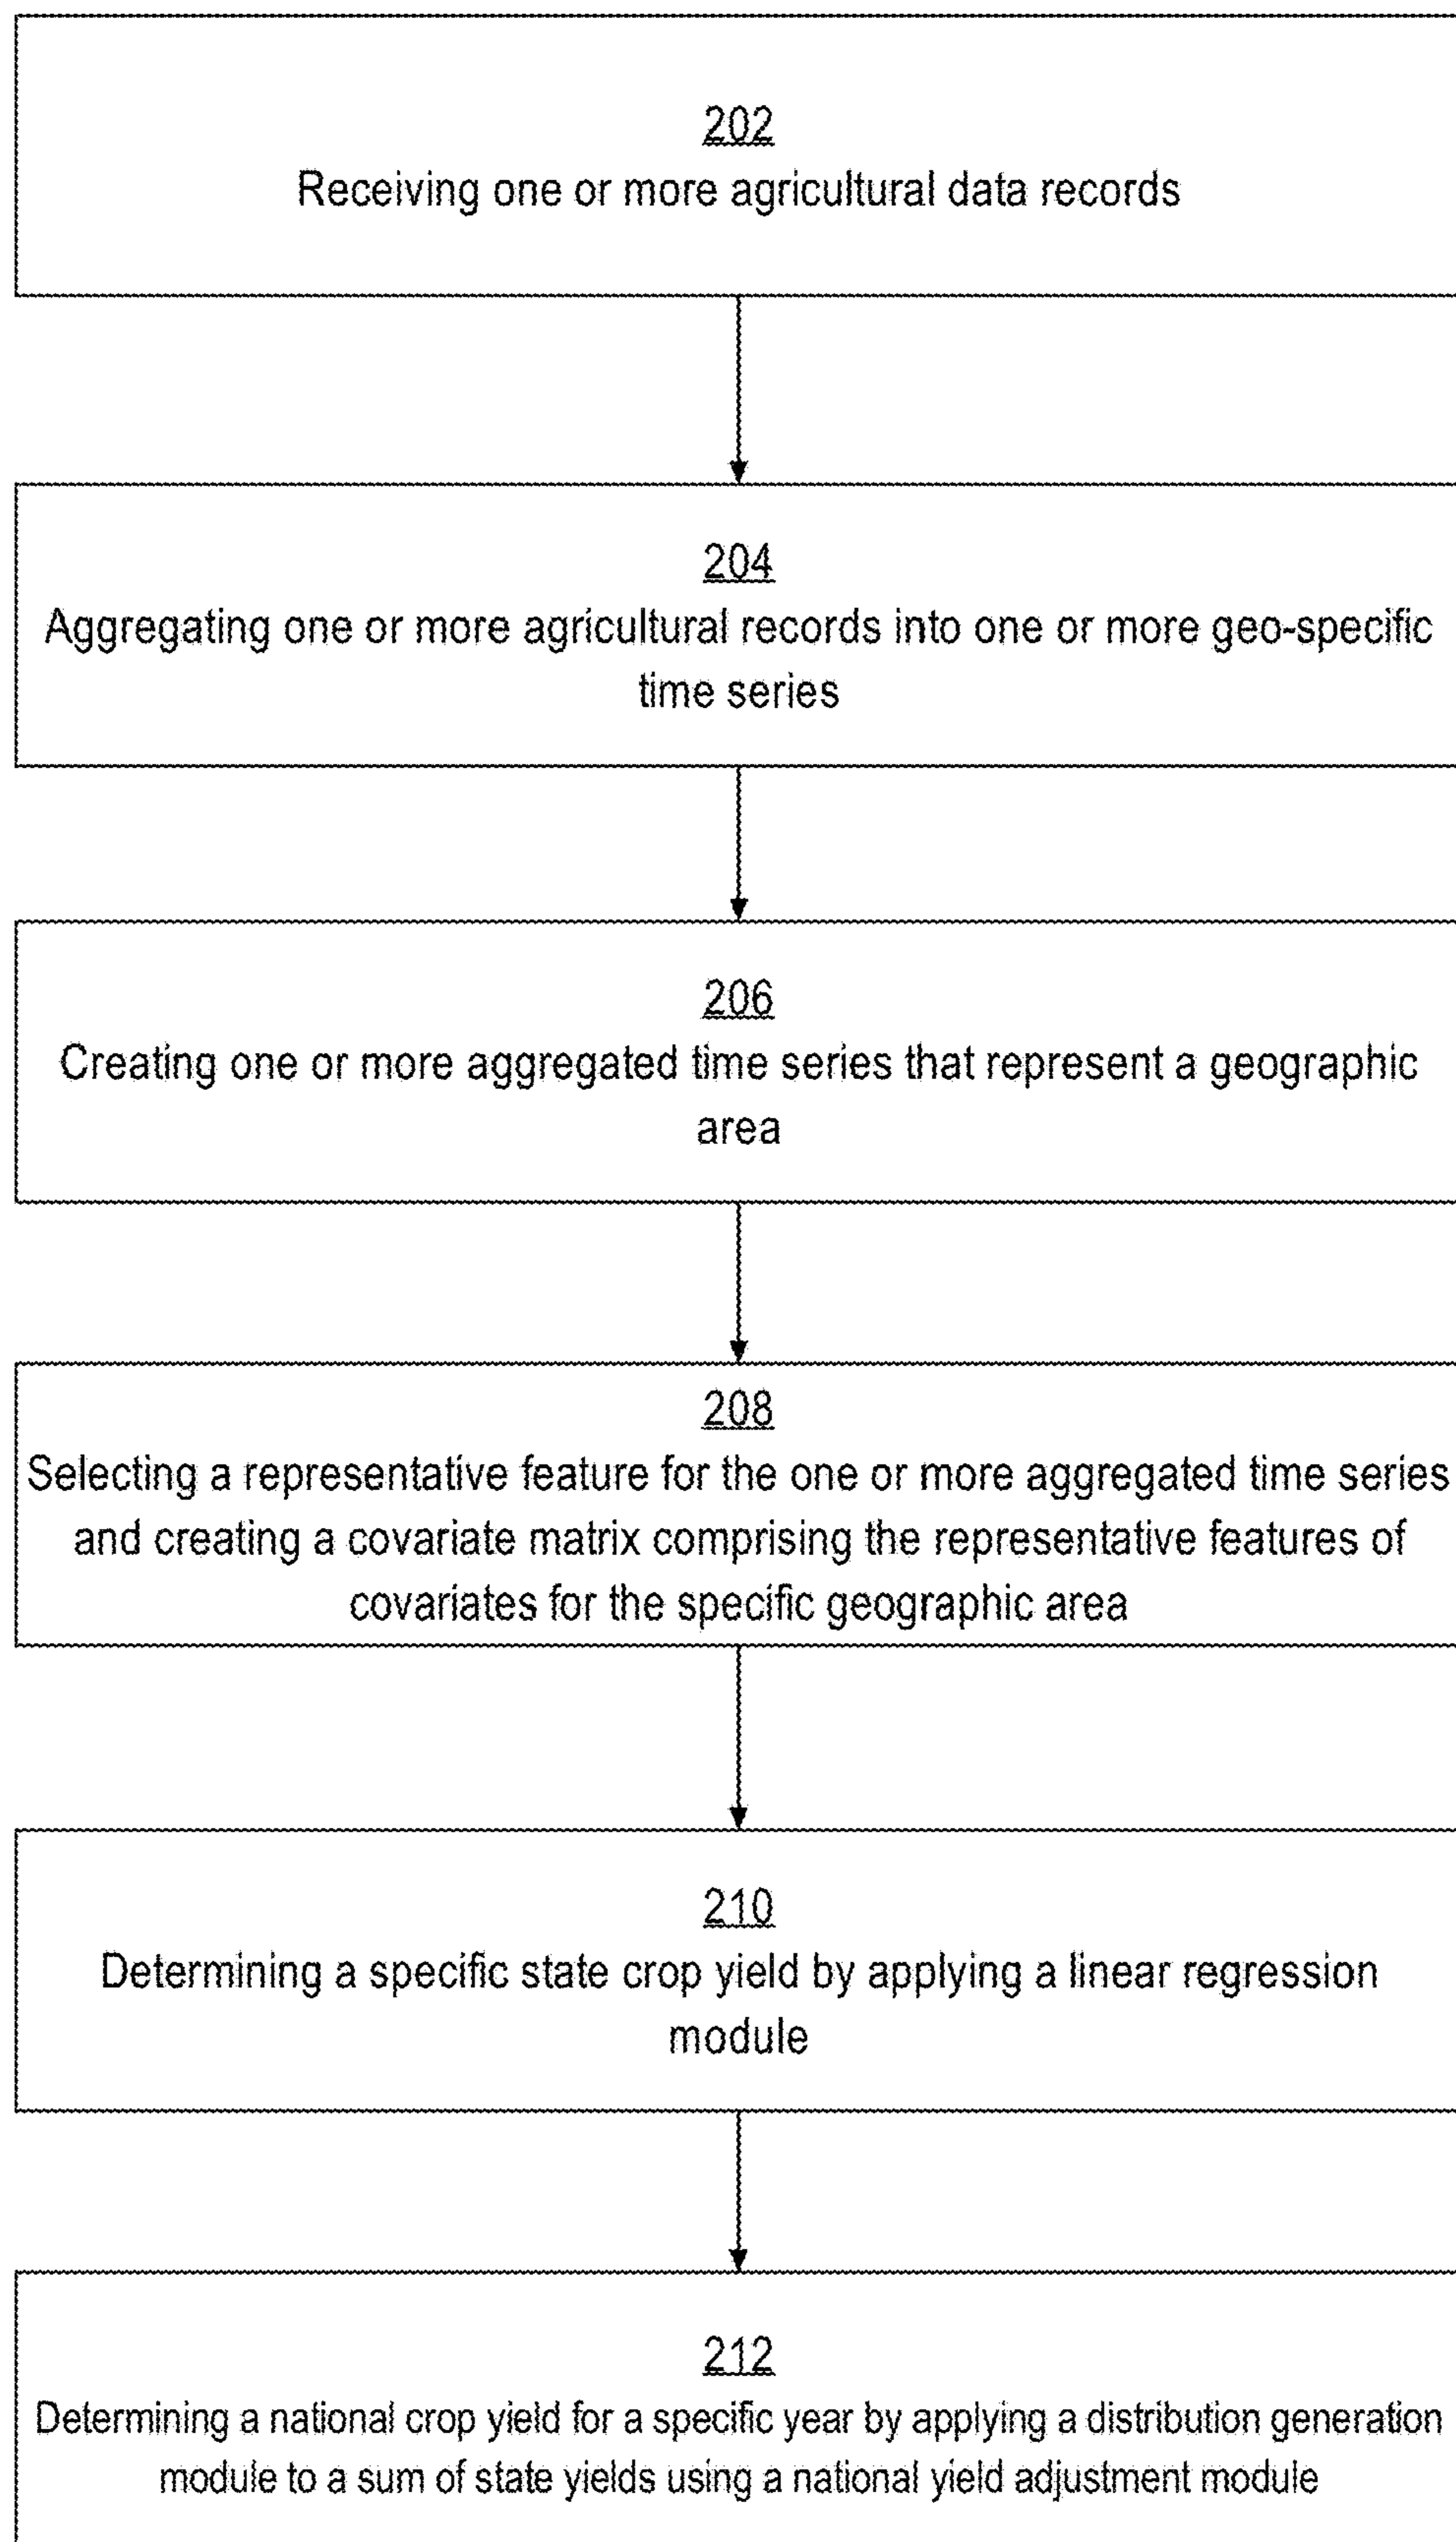 202
Receiving one or more agricultural data records
204
Aggregating one or more agricultural records into one or more geo-specific
time series
206
Creating one or more aggregated time series that represent a geographic
area
208
Selecting a representative feature for the one or more aggregated time series
and creating a covariate matrix comprising the representative features of
covariates for the specific geographic area
210
Determining a specific state crop yield by applying a linear regression
module
212
Determining a national crop yield for a specific year by applying a distribution generation
module to a sum of state yields using a national yield adjustment module